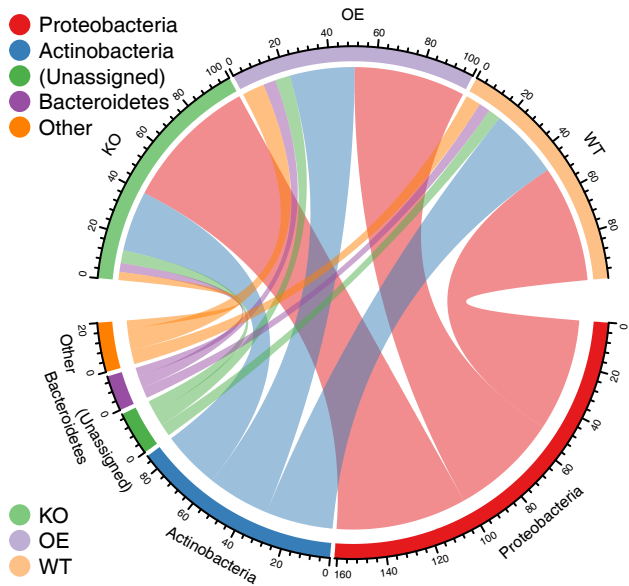 Proteobacteria
Actinobacteria
(Unassigned)
Bacteroidetes
Other
OE
0 20 40 60 80 100
KO
0 20 40 60 80 100
WT
0 20 40 60 80
Other
0 20
Bacteroidetes
0
(Unassigned)
0
Actinobacteria
0 20 40 60 80
Proteobacteria
0 20 40 60 80 100 120 140 160
KO
OE
WT